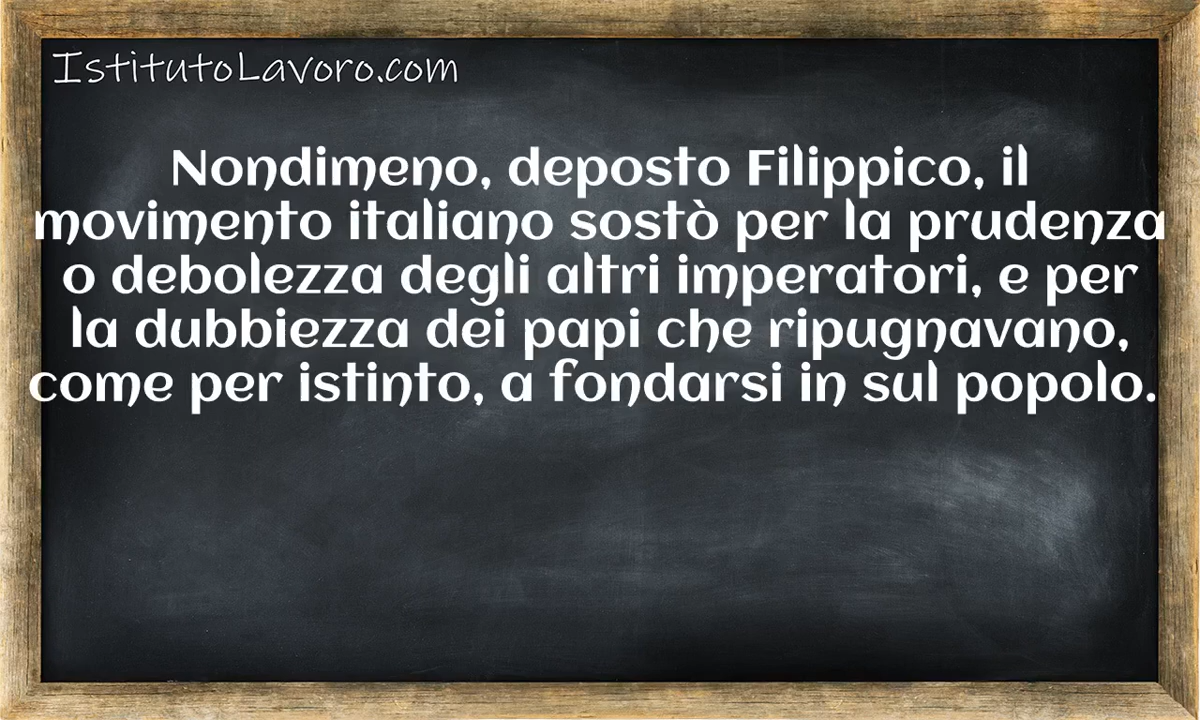 IstitutoLavoro.com
Nondimeno, deposto Filippico, il
movimento italiano sostò per la prudenza
o debolezza degli altri imperatori, e per
la dubbiezza dei papi che ripugnavano,
come per istinto, a fondarsi in sul popolo.